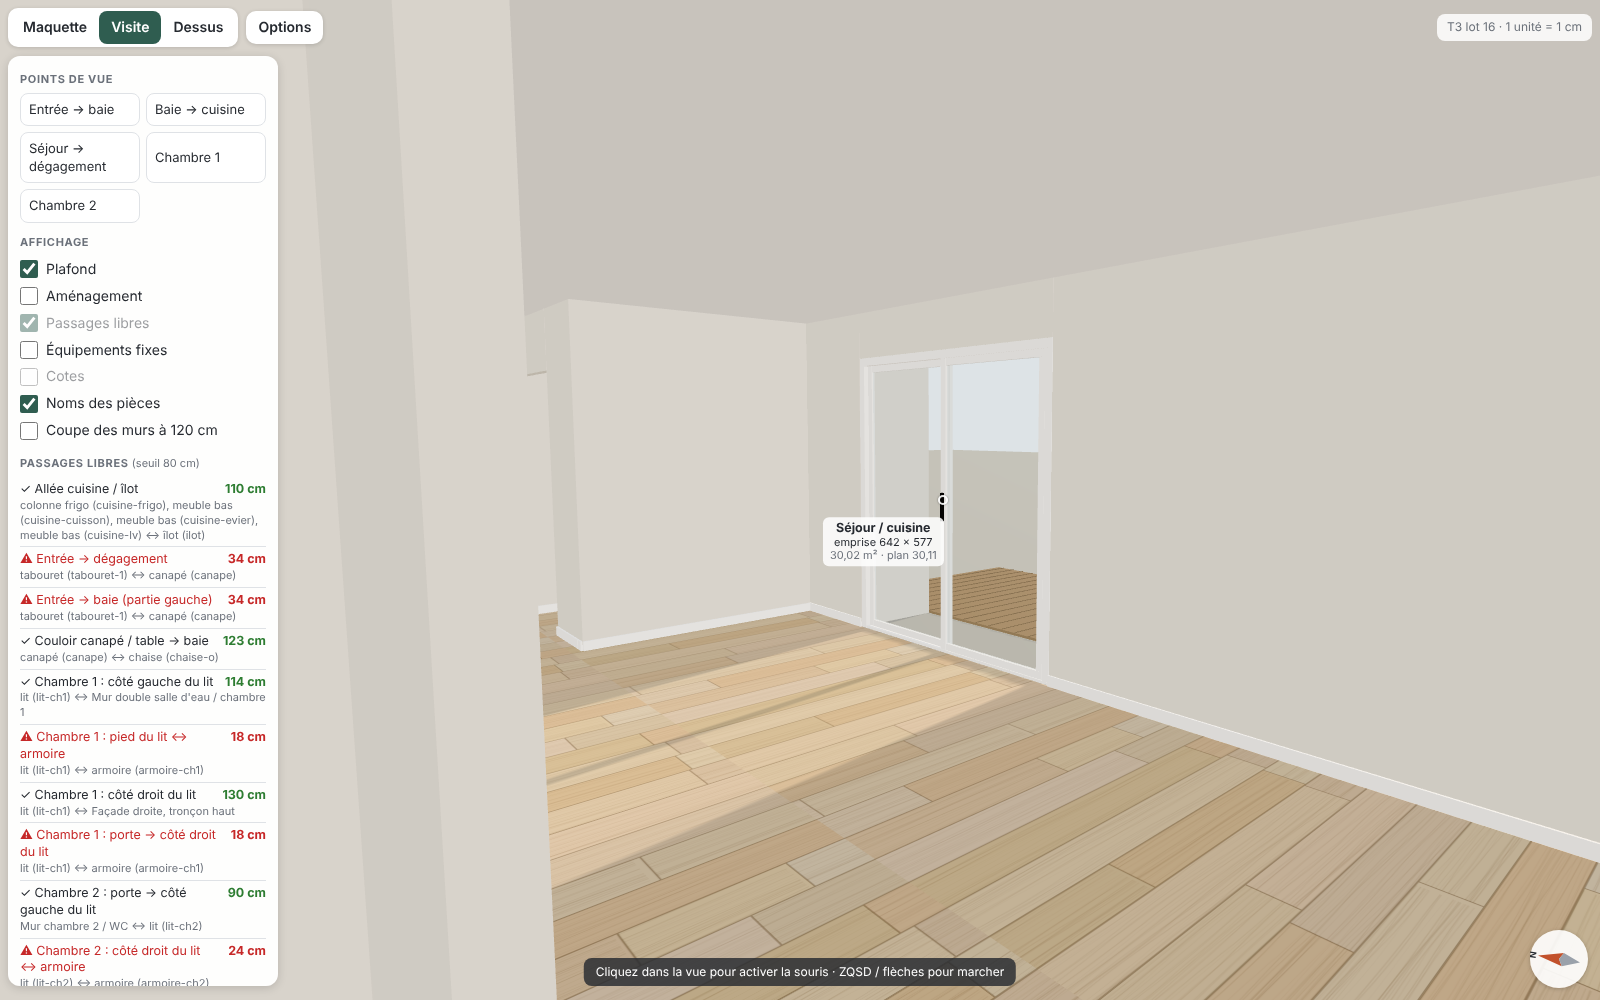 Maquette
Visite
Dessus
Options
T3 lot 16 · 1 unité = 1 cm
POINTS DE VUE
Entrée → baie
Baie → cuisine
Séjour →
dégagement
Chambre 1
Chambre 2
AFFICHAGE
Plafond
Aménagement
Passages libres
Équipements fixes
Cotes
Noms des pièces
Coupe des murs à 120 cm
PASSAGES LIBRES (seuil 80 cm)
✓ Allée cuisine / îlot 110 cm
colonne frigo (cuisine-frigo), meuble bas
(cuisine-cuisson), meuble bas (cuisine-evier),
meuble bas (cuisine-lv) ↔ îlot (ilot)
⚠ Entrée → dégagement 34 cm
tabouret (tabouret-1) ↔ canapé (canape)
⚠ Entrée → baie (partie gauche) 34 cm
tabouret (tabouret-1) ↔ canapé (canape)
✓ Couloir canapé / table → baie 123 cm
canapé (canape) ↔ chaise (chaise-o)
✓ Chambre 1 : côté gauche du lit 114 cm
lit (lit-ch1) ↔ Mur double salle d'eau / chambre
1
⚠ Chambre 1 : pied du lit ↔ 18 cm
armoire
lit (lit-ch1) ↔ armoire (armoire-ch1)
✓ Chambre 1 : côté droit du lit 130 cm
lit (lit-ch1) ↔ Façade droite, tronçon haut
⚠ Chambre 1 : porte → côté droit 18 cm
du lit
lit (lit-ch1) ↔ armoire (armoire-ch1)
✓ Chambre 2 : porte → côté 90 cm
gauche du lit
Mur chambre 2 / WC ↔ lit (lit-ch2)
⚠ Chambre 2 : côté droit du lit 24 cm
↔ armoire
lit (lit-ch2) ↔ armoire (armoire-ch2)
Séjour / cuisine
emprise 642 × 577
30,02 m² · plan 30,11
Cliquez dans la vue pour activer la souris · ZQSD / flèches pour marcher
N